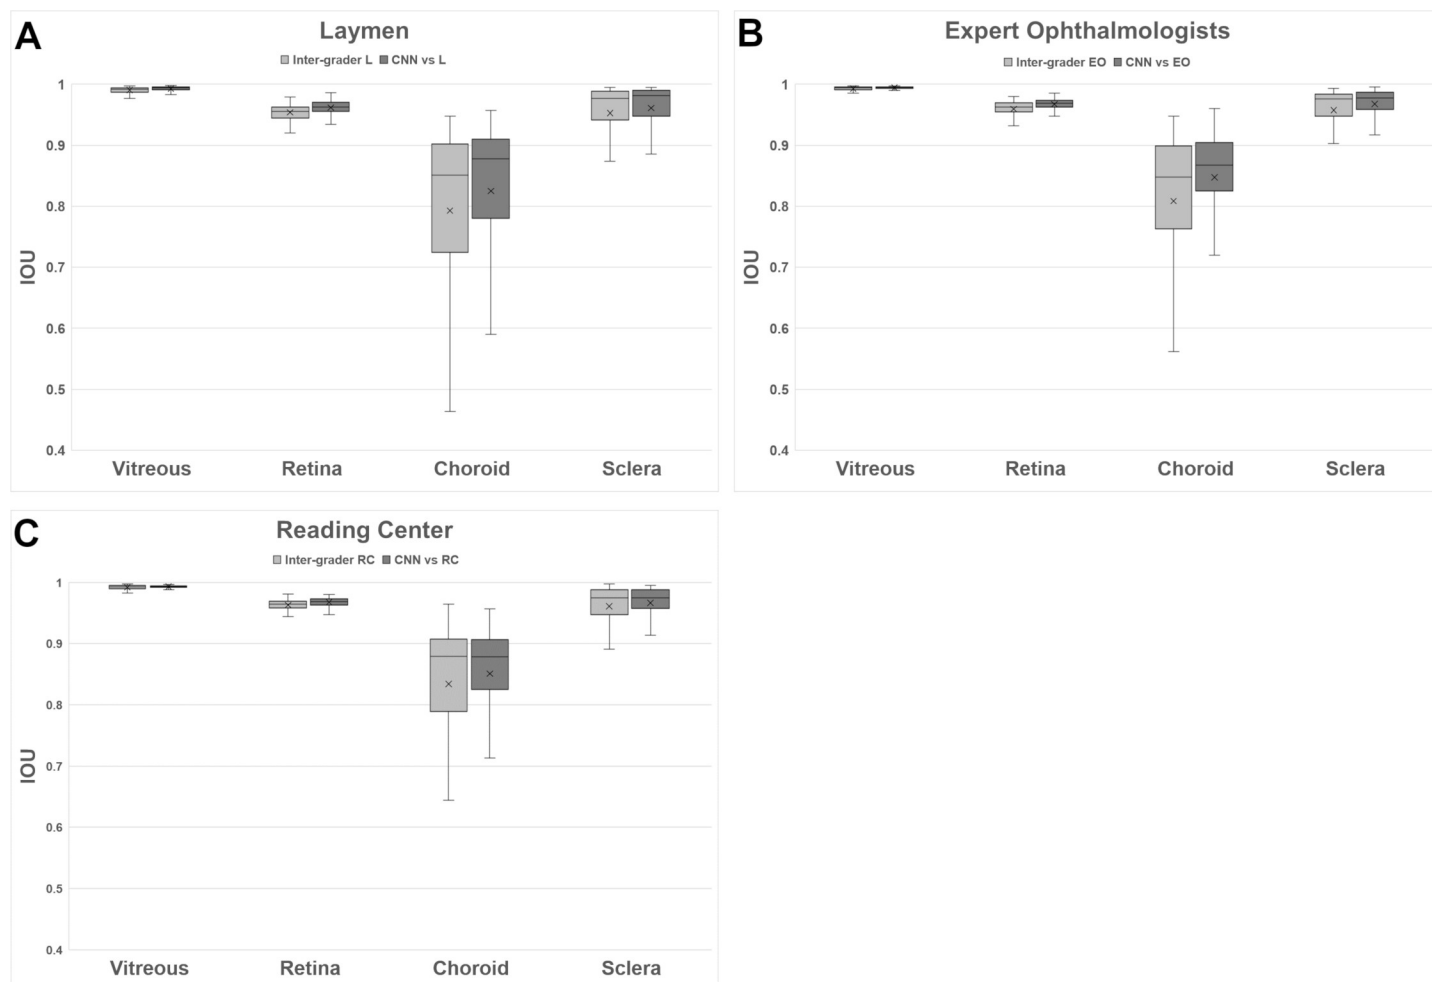 A
Laymen
Inter-grader L CNN vs L
1
0.9
0.8
0.7
IOU
0.6
0.5
0.4
Vitreous Retina Choroid Sclera
B
Expert Ophthalmologists
Inter-grader EO CNN vs EO
1
0.9
0.8
0.7
IOU
0.6
0.5
0.4
Vitreous Retina Choroid Sclera
C
Reading Center
Inter-grader RC CNN vs RC
1
0.9
0.8
0.7
IOU
0.6
0.5
0.4
Vitreous Retina Choroid Sclera